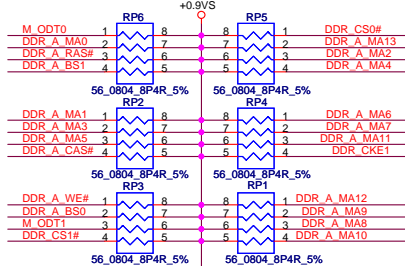 +0.9VS
RP6 RP5
M_ODT0 1 8 8 1 DDR_CS0#
DDR_A_MA0 2 7 7 2 DDR_A_MA13
DDR_A_RAS# 3 6 6 3 DDR_A_MA2
DDR_A_BS1 4 5 5 4 DDR_A_MA4
56_0804_8P4R_5% 56_0804_8P4R_5%
RP2 RP4
DDR_A_MA1 1 8 8 1 DDR_A_MA6
DDR_A_MA3 2 7 7 2 DDR_A_MA7
DDR_A_MA5 3 6 6 3 DDR_A_MA11
DDR_A_CAS# 4 5 5 4 DDR_CKE1
56_0804_8P4R_5% 56_0804_8P4R_5%
RP3 RP1
DDR_A_WE# 1 8 8 1 DDR_A_MA12
DDR_A_BS0 2 7 7 2 DDR_A_MA9
M_ODT1 3 6 6 3 DDR_A_MA8
DDR_CS1# 4 5 5 4 DDR_A_MA10
56_0804_8P4R_5% 56_0804_8P4R_5%